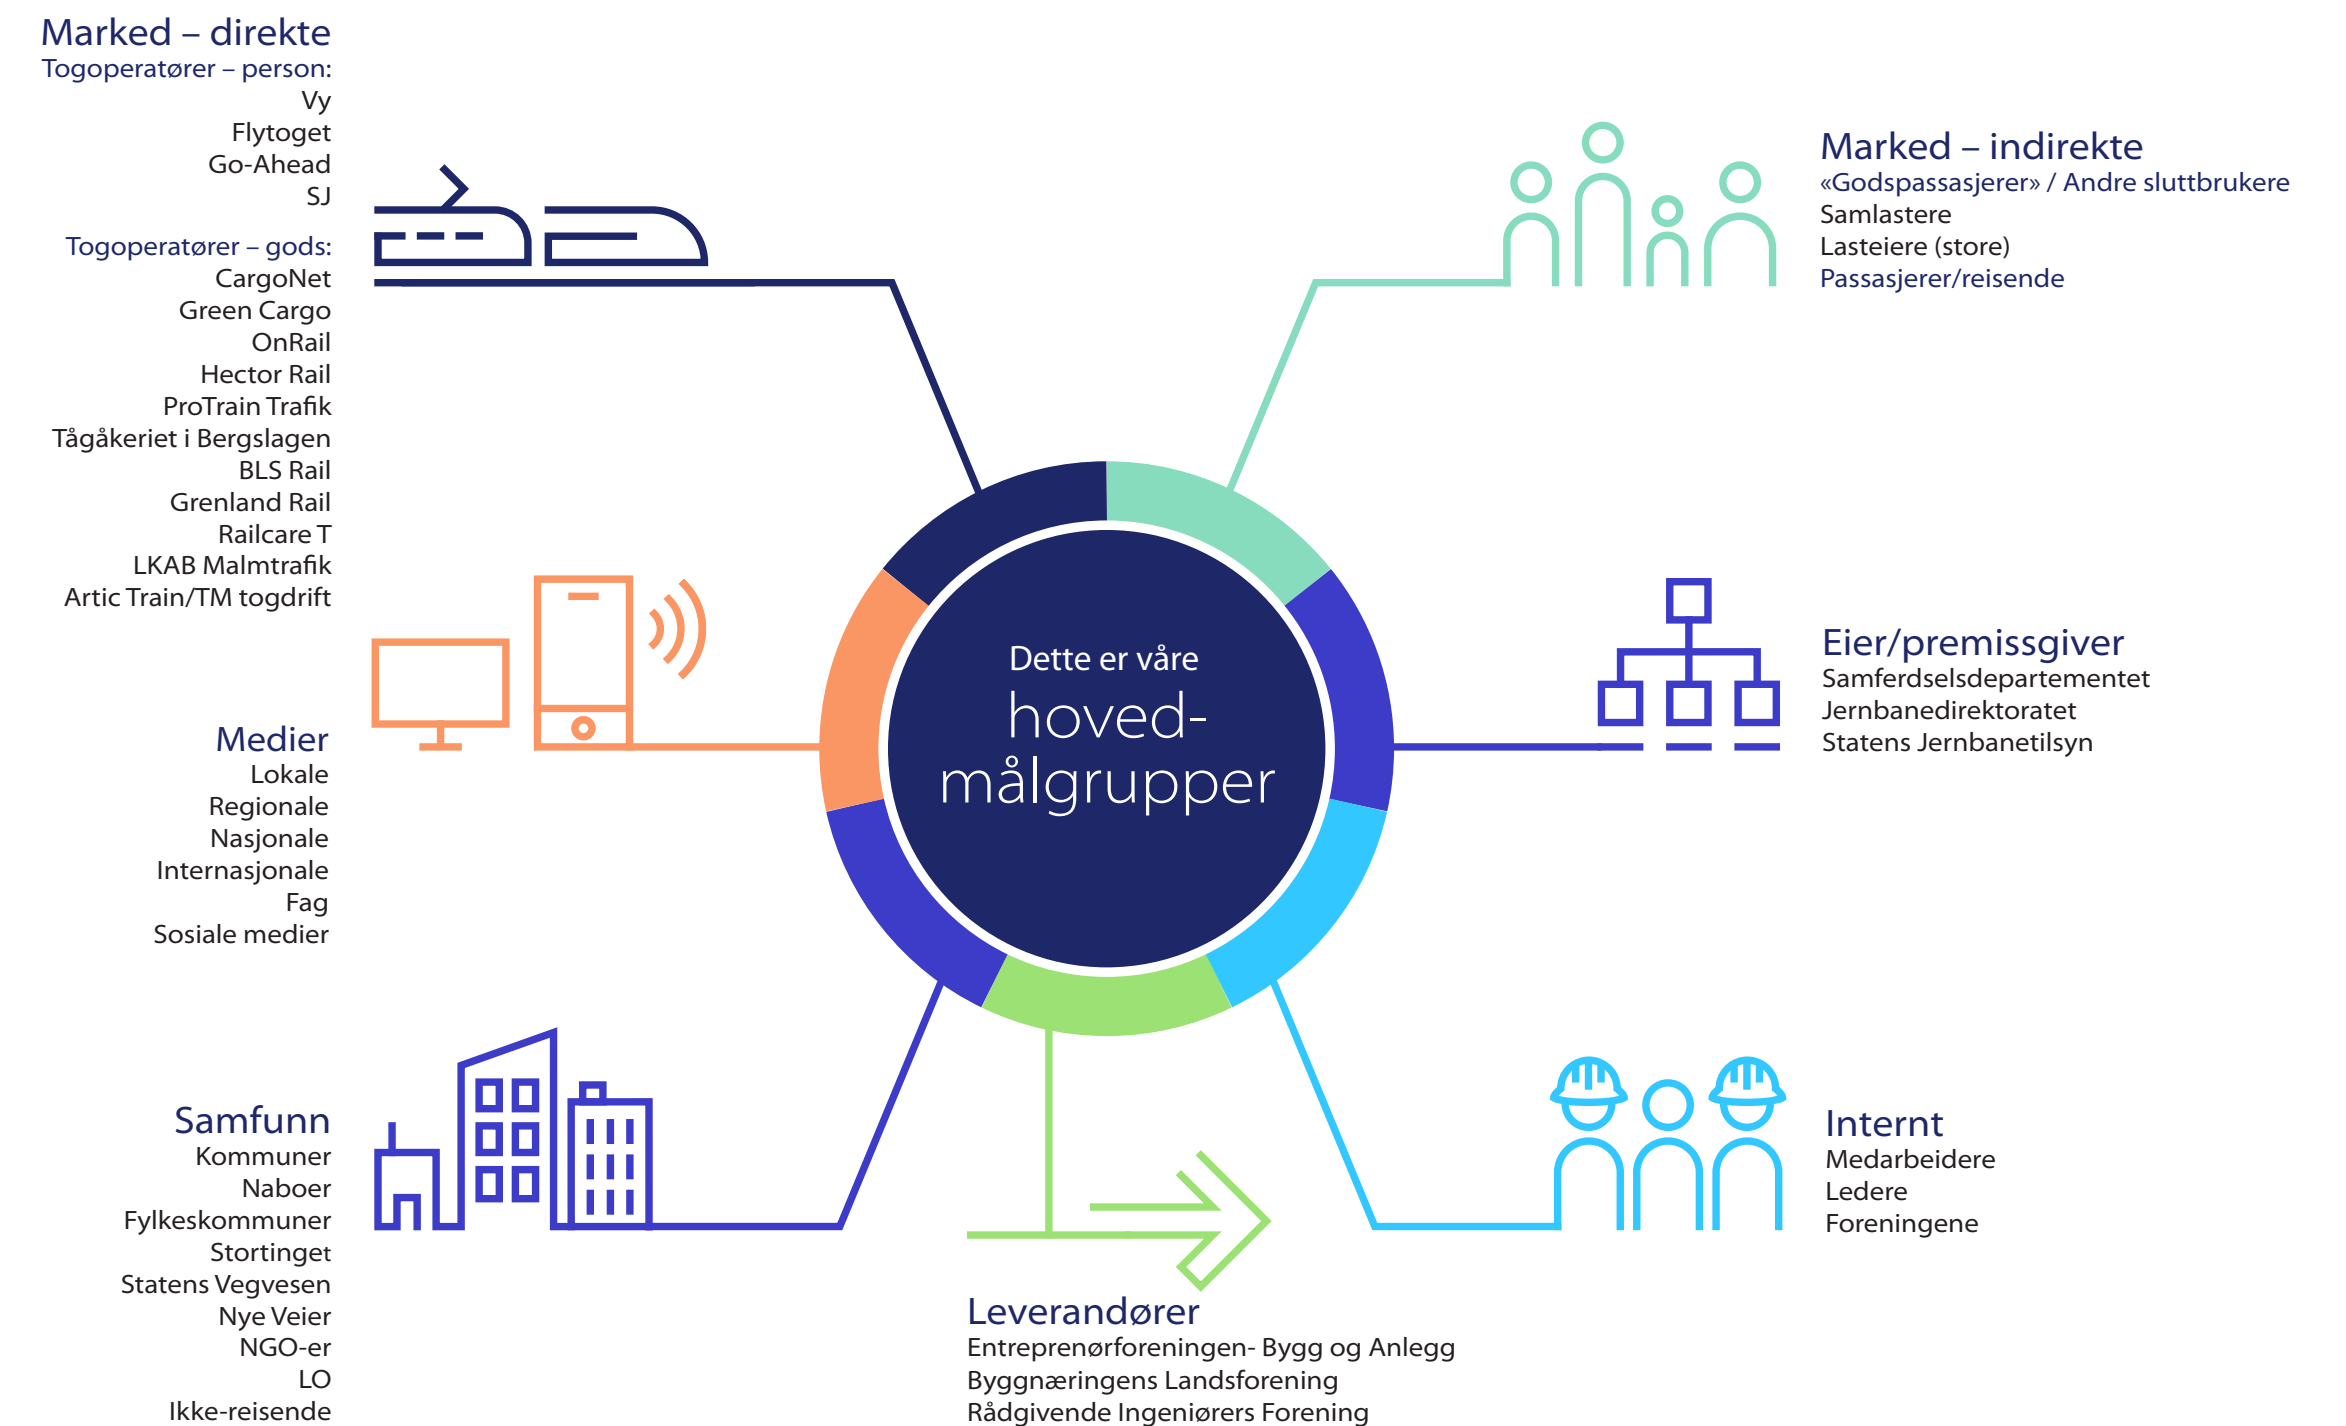 Marked – direkte
Togoperatører – person:
Vy
Flytoget
Go-Ahead
SJ
Togoperatører – gods:
CargoNet
Green Cargo
OnRail
Hector Rail
ProTrain Trafik
Tågåkeriet i Bergslagen
BLS Rail
Grenland Rail
Railcare T
LKAB Malmtrafik
Artic Train/TM togdrift
Medier
Lokale
Regionale
Nasjonale
Internasjonale
Fag
Sosiale medier
Samfunn
Kommuner
Naboer
Fylkeskommuner
Stortinget
Statens Vegvesen
Nye Veier
NGO-er
LO
Ikke-reisende
Dette er våre
hoved-
målgrupper
Leverandører
Entreprenørforeningen- Bygg og Anlegg
Byggnæringens Landsforening
Rådgivende Ingeniørers Forening
Marked – indirekte
«Godspassasjerer» / Andre sluttbrukere
Samlastere
Lasteiere (store)
Passasjerer/reisende
Eier/premissgiver
Samferdselsdepartementet
Jernbanedirektoratet
Statens Jernbanetilsyn
Internt
Medarbeidere
Ledere
Foreningene